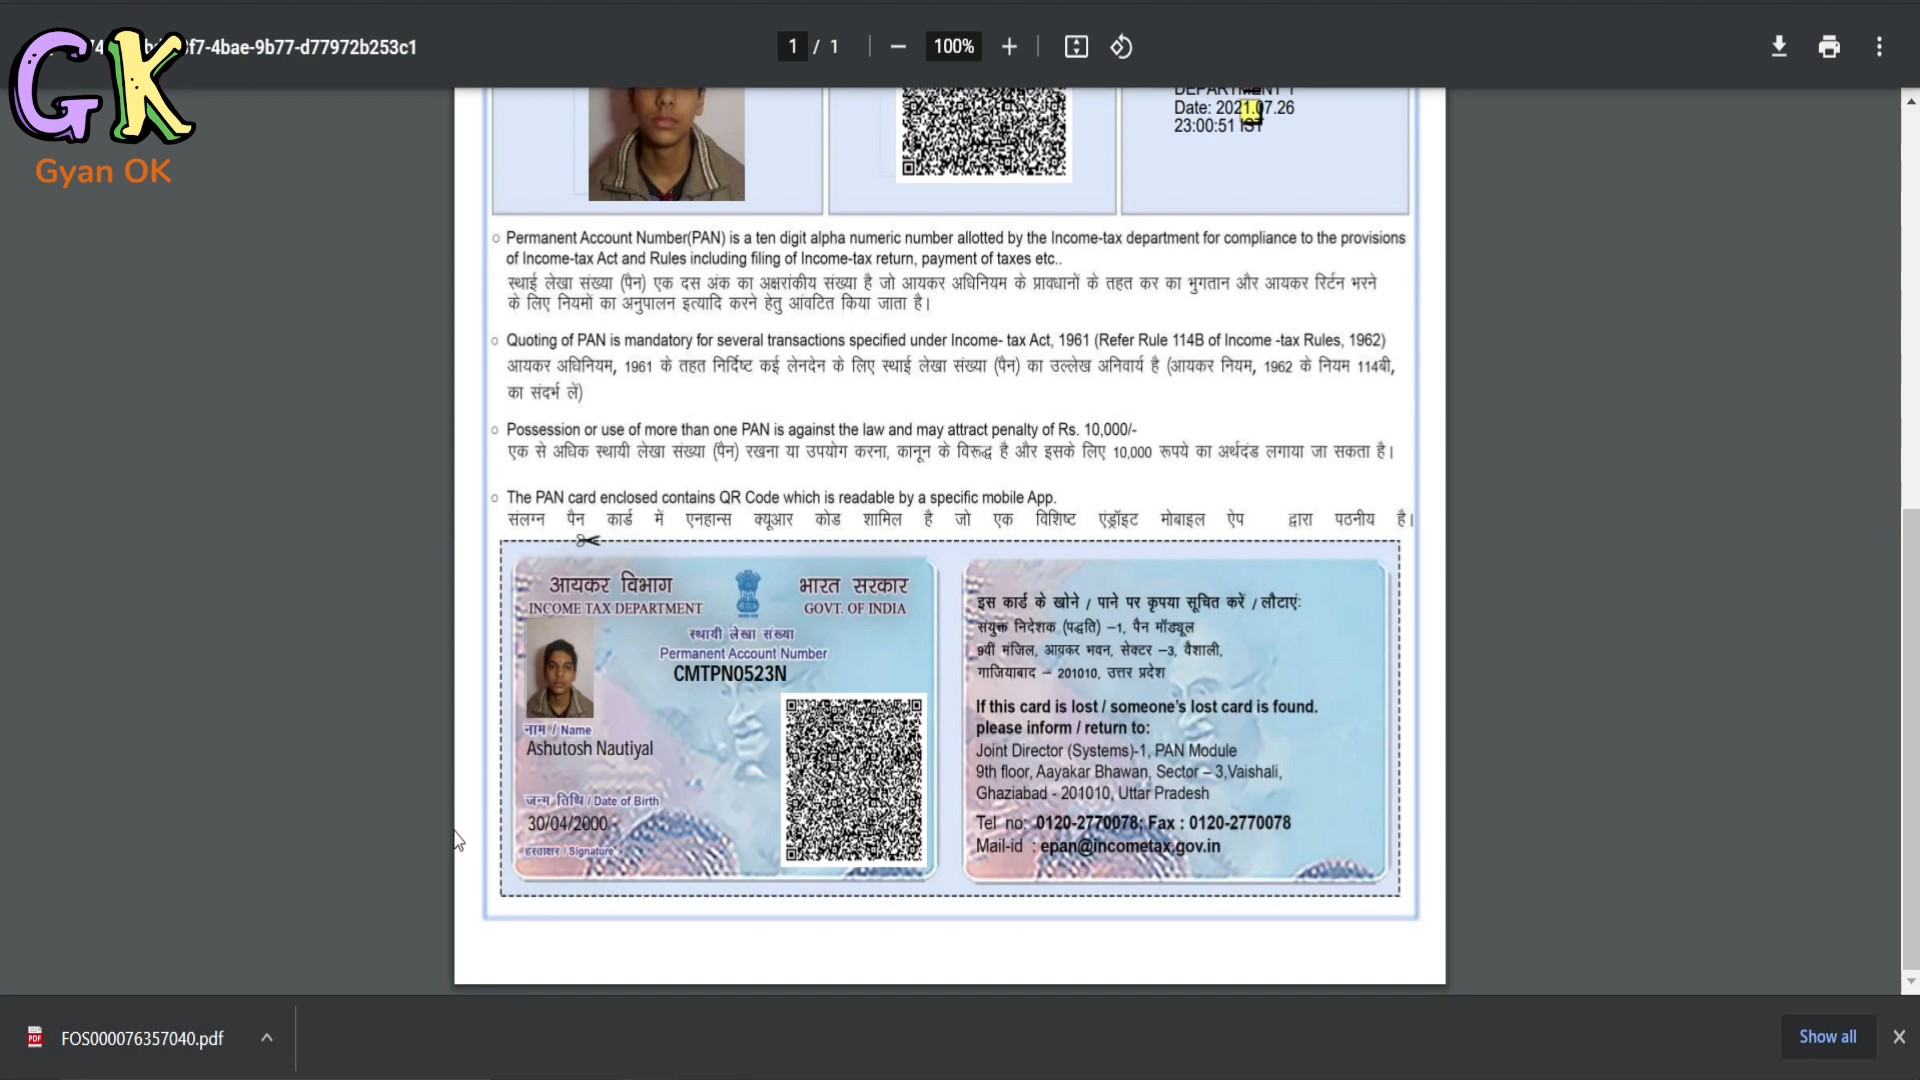 GK
Gyan OK
f7-4bae-9b77-d77972b253c1
1 / 1
100%
DEPARTMENT 1
Date: 2021.07.26
23:00:51 IST
Permanent Account Number(PAN) is a ten digit alpha numeric number allotted by the Income-tax department for compliance to the provisions
of Income-tax Act and Rules including filing of Income-tax return, payment of taxes etc..
स्थाई लेखा संख्या (पैन) एक दस अंक का अक्षरांकीय संख्या है जो आयकर अधिनियम के प्रावधानों के तहत कर का भुगतान और आयकर रिर्टन भरने
के लिए नियमों का अनुपालन इत्यादि करने हेतु आंवटित किया जाता है।
Quoting of PAN is mandatory for several transactions specified under Income- tax Act, 1961 (Refer Rule 114B of Income -tax Rules, 1962)
आयकर अधिनियम, 1961 के तहत निर्दिष्ट कई लेनदेन के लिए स्थाई लेखा संख्या (पैन) का उल्लेख अनिवार्य है (आयकर नियम, 1962 के नियम 114बी,
का संदर्भ लें)
Possession or use of more than one PAN is against the law and may attract penalty of Rs. 10,000/-
एक से अधिक स्थायी लेखा संख्या (पैन) रखना या उपयोग करना, कानून के विरूद्ध है और इसके लिए 10,000 रूपये का अर्थदंड लगाया जा सकता है।
The PAN card enclosed contains QR Code which is readable by a specific mobile App.
संलग्न पैन कार्ड में एनहान्स क्यूआर कोड शामिल है जो एक विशिष्ट एंड्रॉइट मोबाइल ऐप द्वारा पठनीय है।
आयकर विभाग
INCOME TAX DEPARTMENT
भारत सरकार
GOVT. OF INDIA
स्थायी लेखा संख्या
Permanent Account Number
CMTPN0523N
नाम / Name
Ashutosh Nautiyal
जन्म तिथि / Date of Birth
30/04/2000
हस्ताक्षर / Signature
इस कार्ड के खोने / पाने पर कृपया सूचित करें / लौटाएं:
संयुक्त निदेशक (पद्धति) –1, पैन मॉड्यूल
9वीं मंजिल, आयकर भवन, सेक्टर –3, वैशाली,
गाजियाबाद – 201010, उत्तर प्रदेश
If this card is lost / someone's lost card is found.
please inform / return to:
Joint Director (Systems)-1, PAN Module
9th floor, Aayakar Bhawan, Sector – 3,Vaishali,
Ghaziabad - 201010, Uttar Pradesh
Tel no: 0120-2770078; Fax : 0120-2770078
Mail-id : epan@incometax.gov.in
FOS000076357040.pdf
Show all